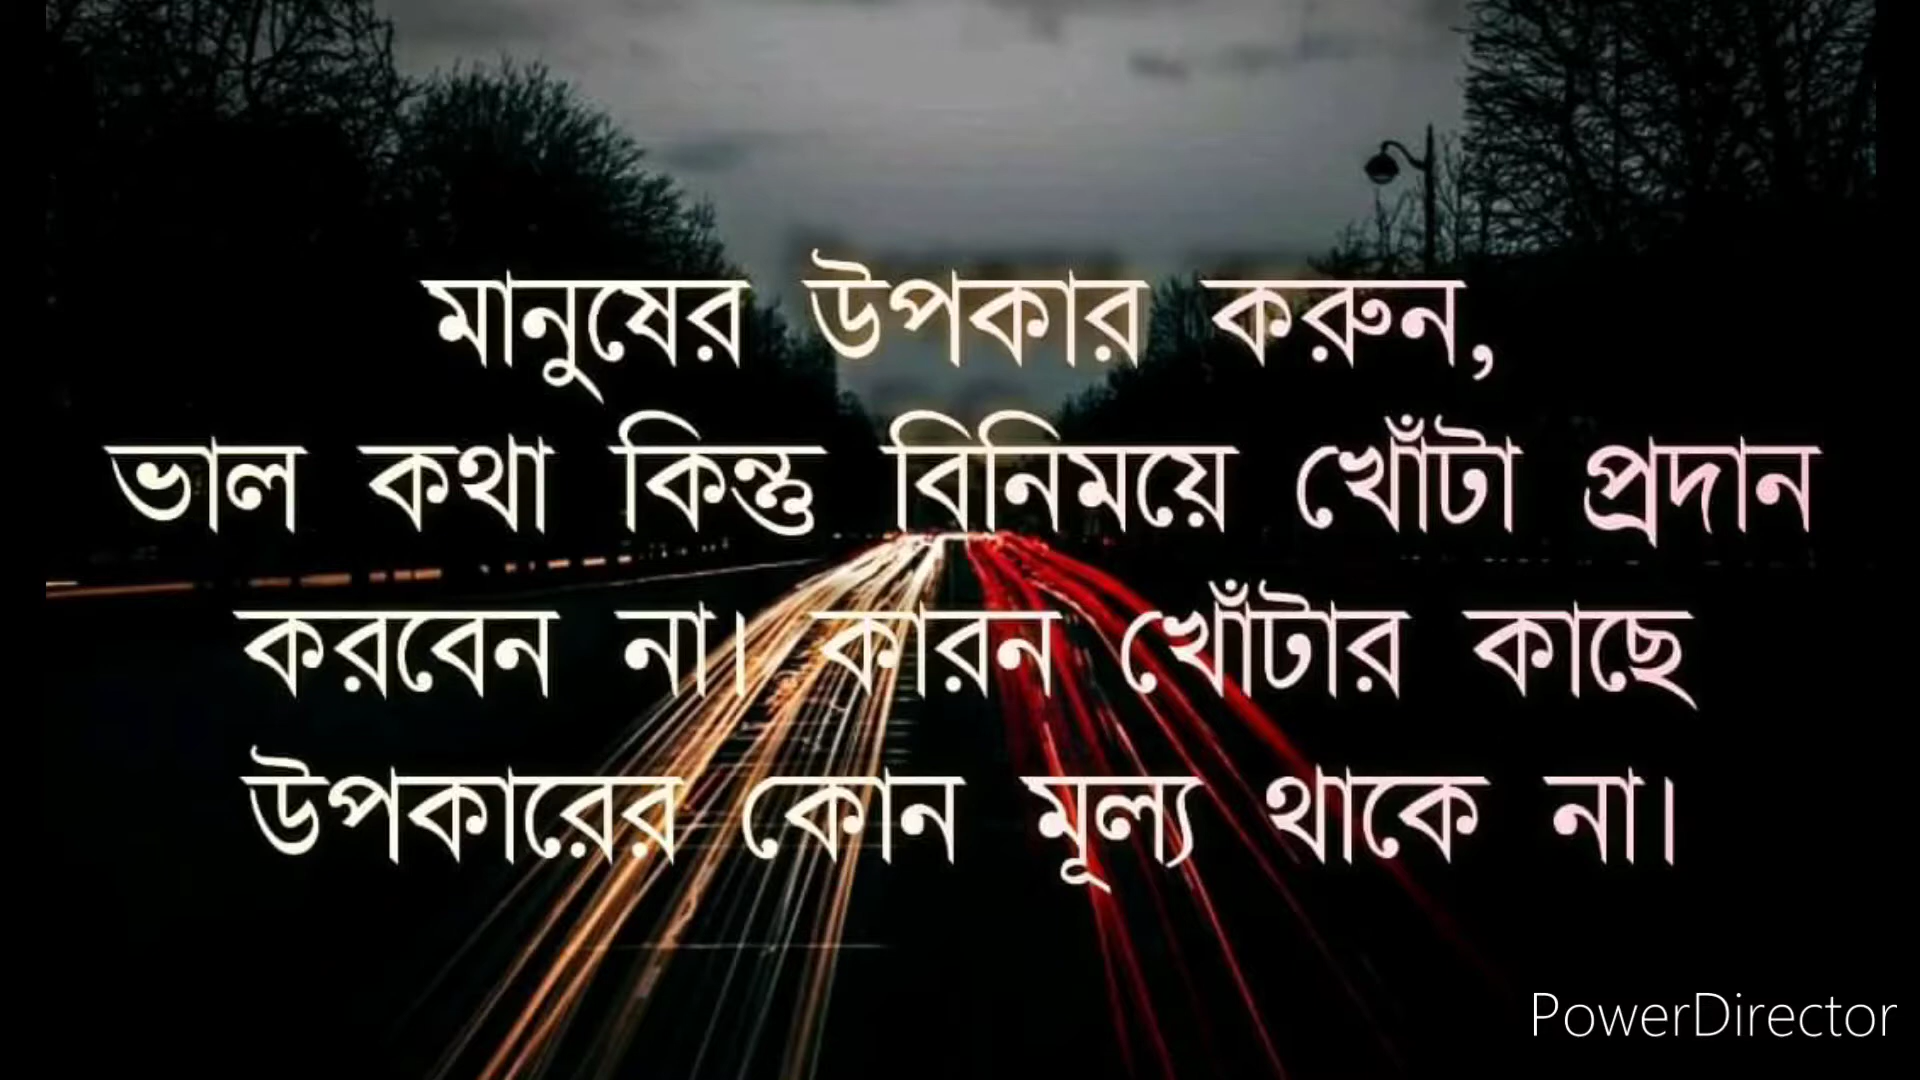 মানুষের উপকার করুন,
ভাল কথা কিন্তু বিনিময়ে খোঁটা প্রদান
করবেন না। কারন খোঁটার কাছে
উপকারের কোন মূল্য থাকে না।
PowerDirector